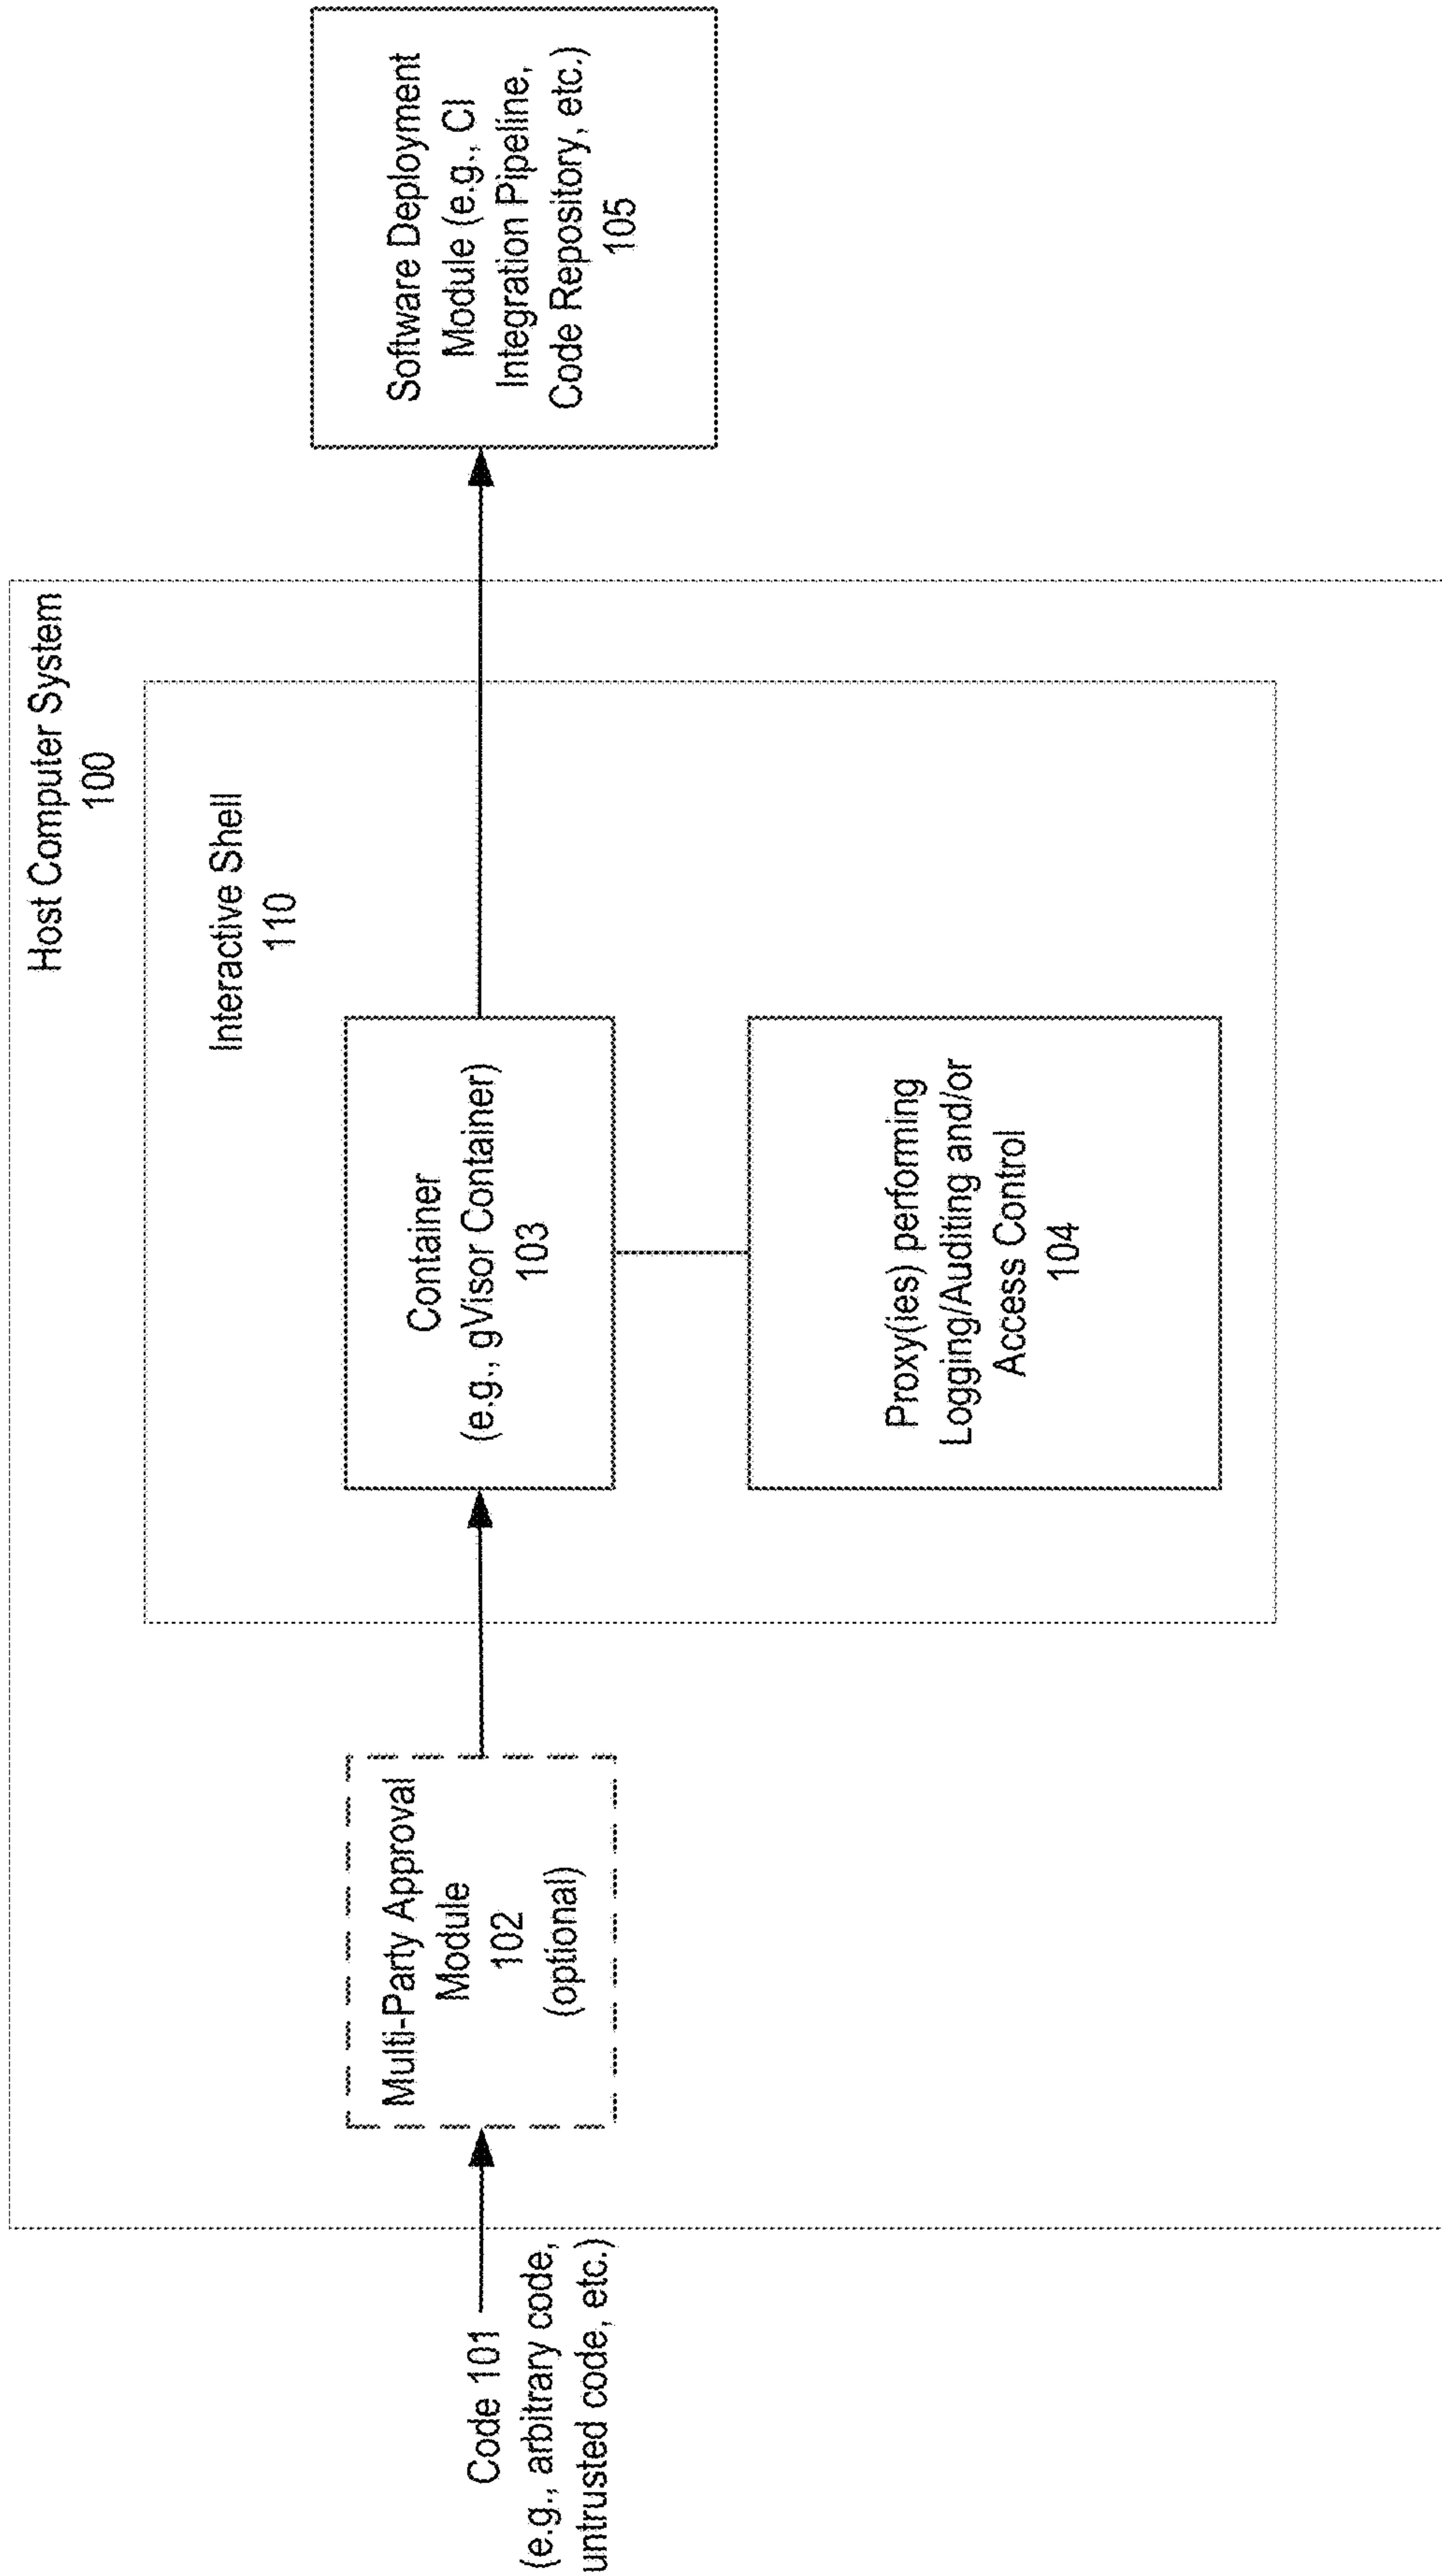 Host Computer System
100
Interactive Shell
110
Code 101
(e.g., arbitrary code,
untrusted code, etc.)
Multi-Party Approval
Module
102
(optional)
Container
(e.g., gVisor Container)
103
Proxy(ies) performing
Logging/Auditing and/or
Access Control
104
Software Deployment
Module (e.g., CI
Integration Pipeline,
Code Repository, etc.)
105